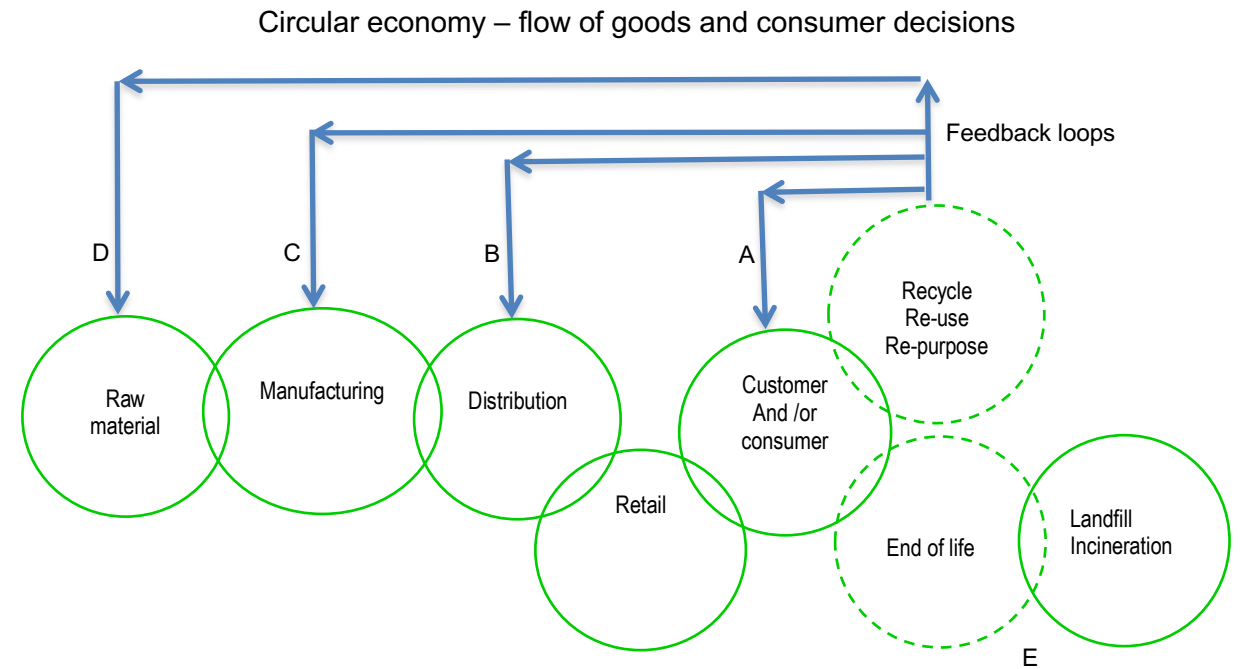 Circular economy – flow of goods and consumer decisions
Feedback loops
D
C
B
A
Recycle
Re-use
Re-purpose
Raw
material
Manufacturing
Distribution
Customer
And /or
consumer
Retail
End of life
Landfill
Incineration
E